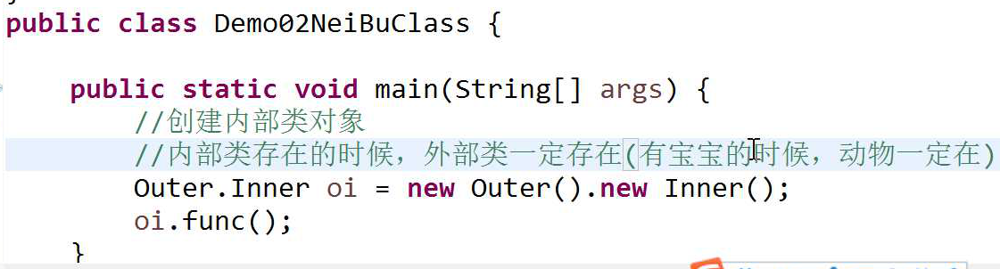 public class Demo02NeiBuClass {
public static void main(String[] args) {
//创建内部类对象
//内部类存在的时候，外部类一定存在(有宝宝的时候，动物一定在)
Outer.Inner oi = new Outer().new Inner();
oi.func();
}